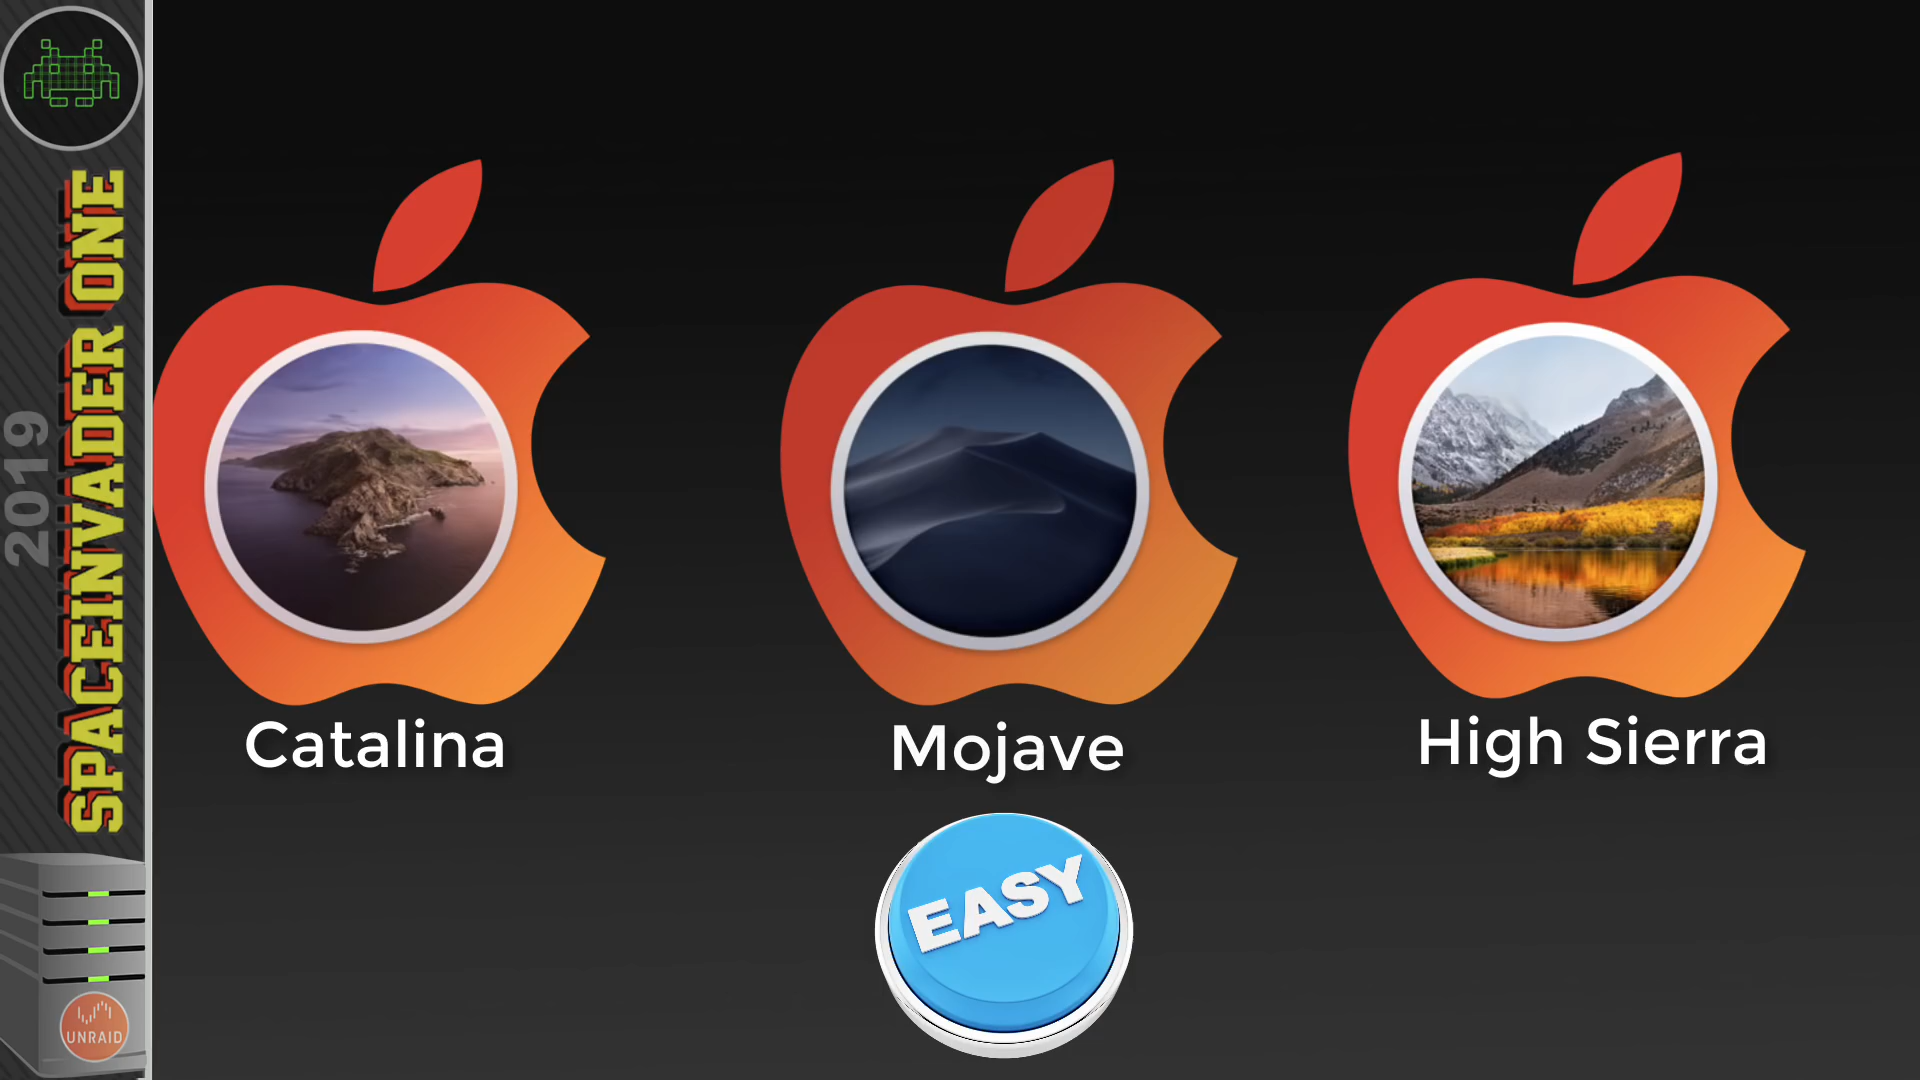 2019
SPACEINVADER ONE
Catalina
Mojave
High Sierra
EASY
UNRAID